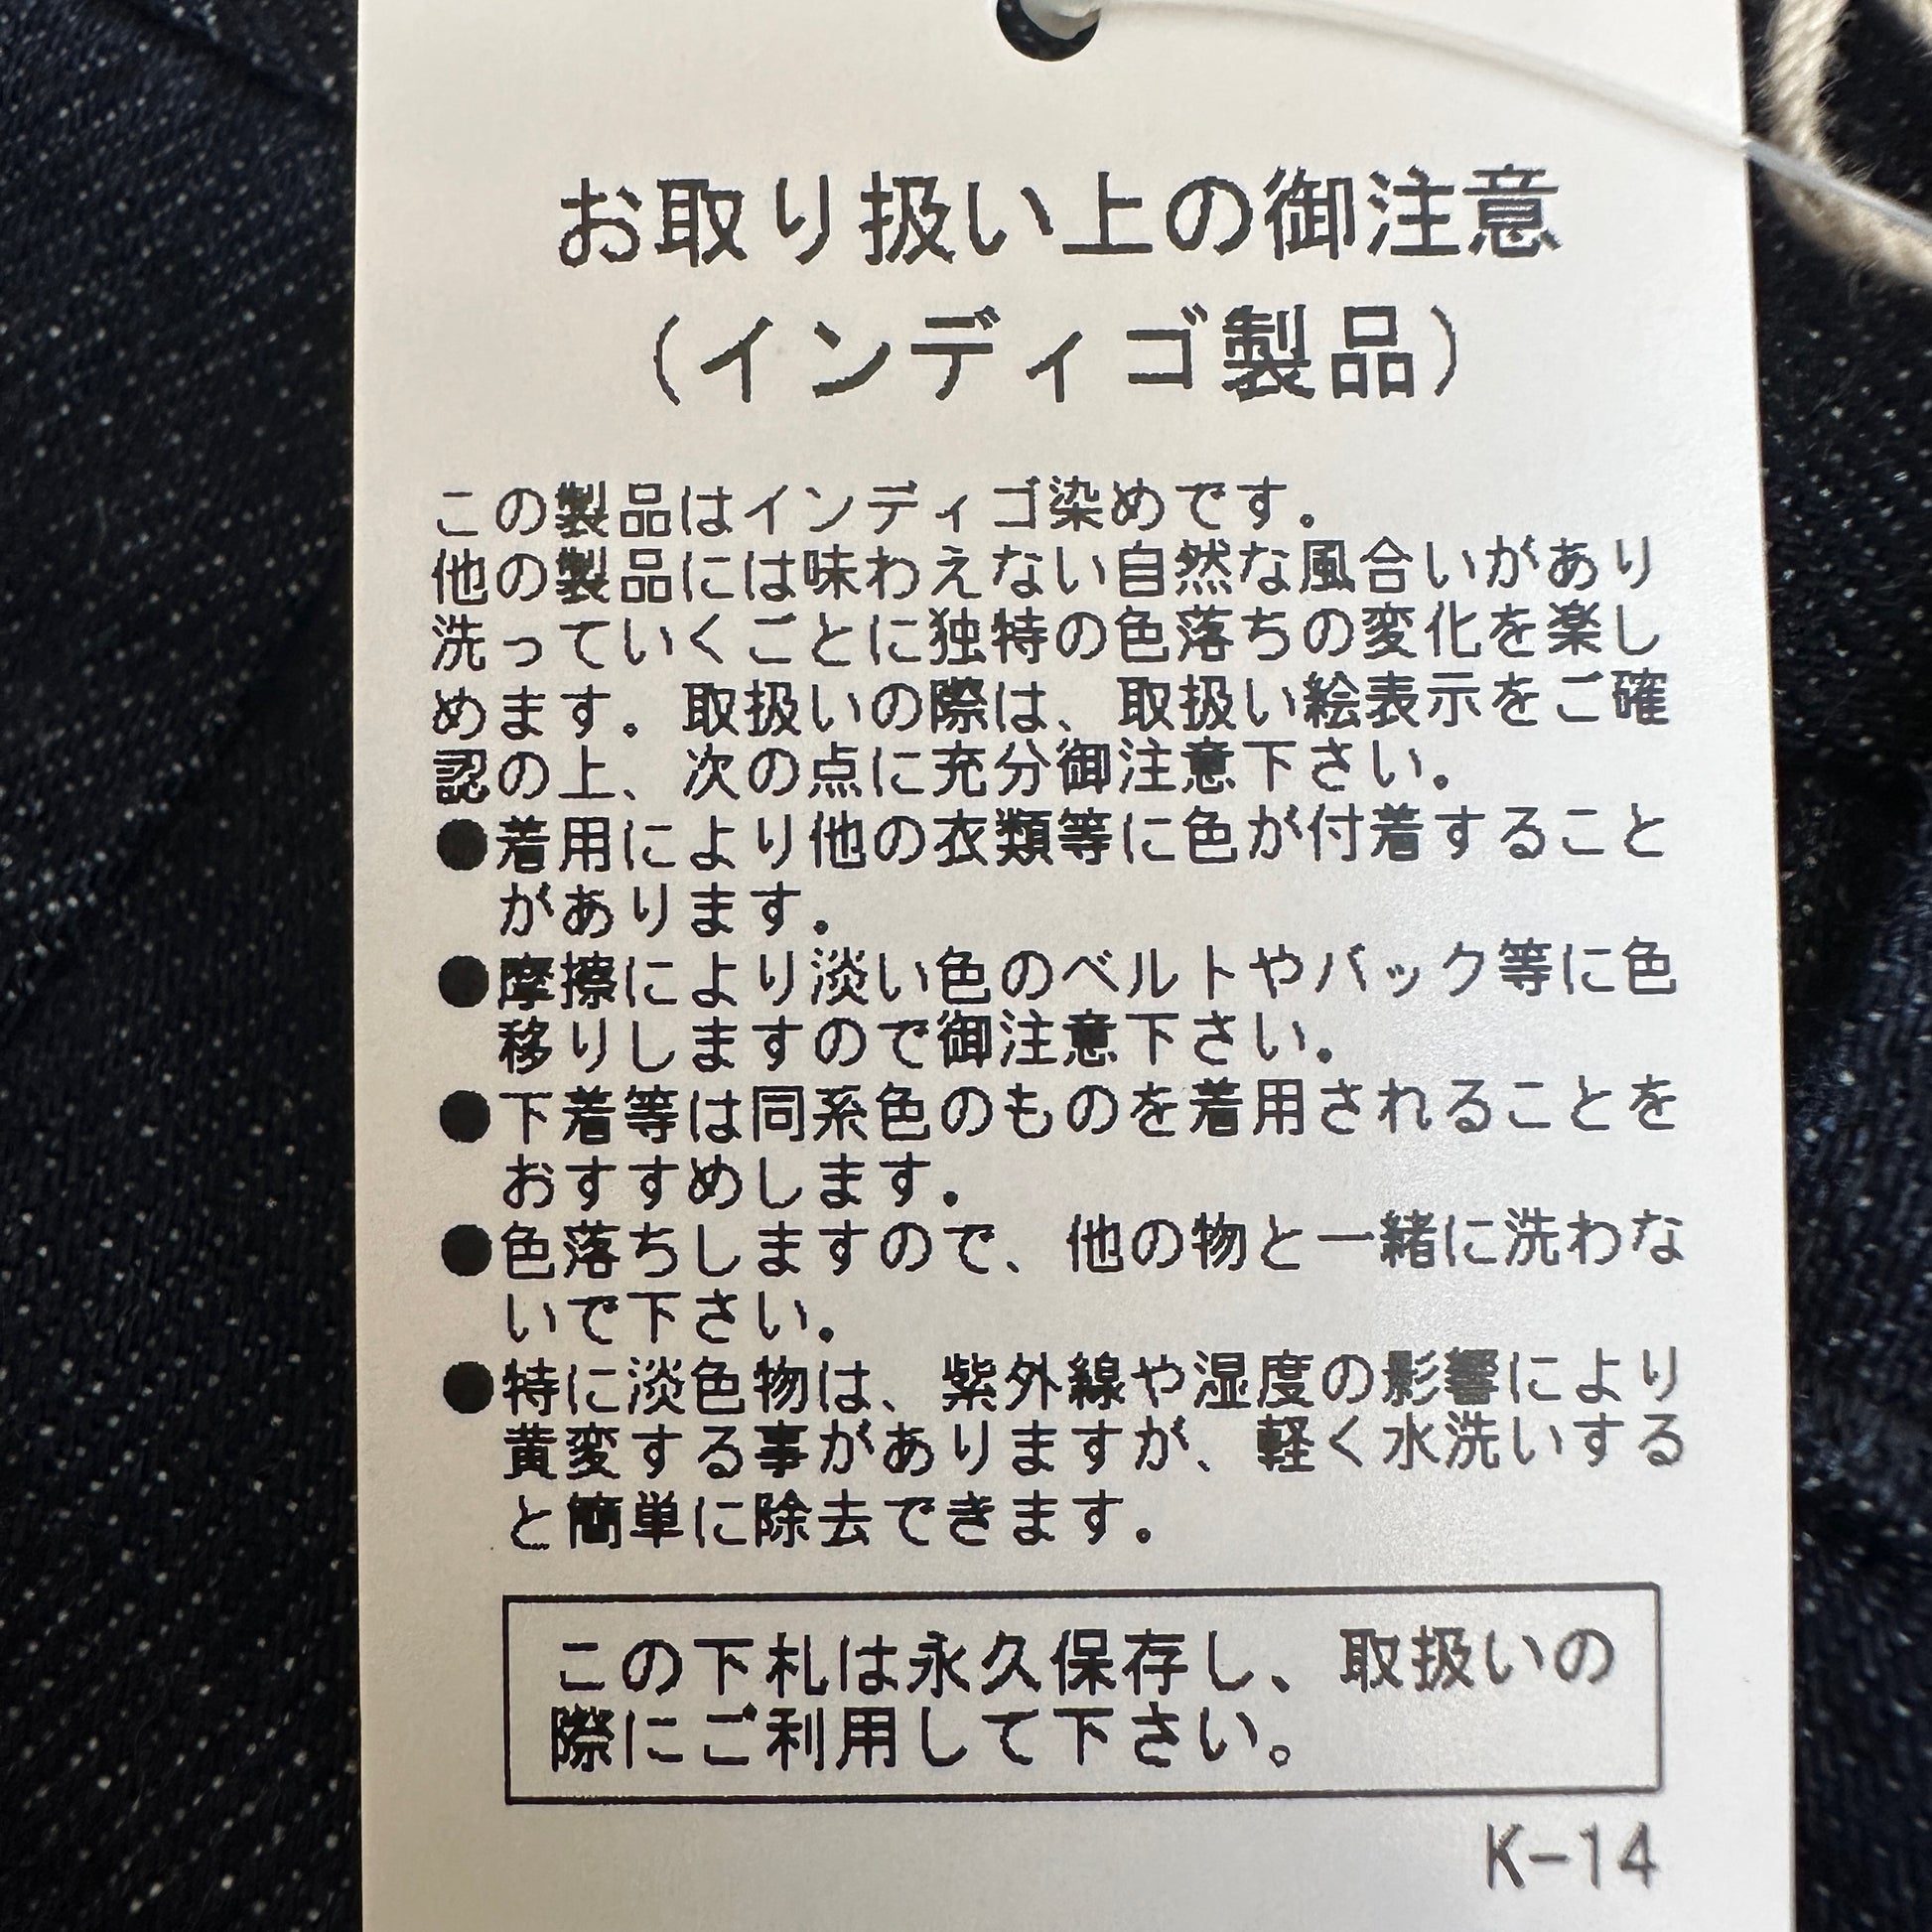 お取り扱い上の御注意
(インディゴ製品)
この製品はインディゴ染めです。
他の製品には味わえない自然な風合いがあり
洗っていくごとに独特の色落ちの変化を楽し
めます。取扱いの際は、取扱い絵表示をご確
認の上、次の点に充分御注意下さい。
●着用により他の衣類等に色が付着すること
があります。
●摩擦により淡い色のベルトやバック等に色
移りしますので御注意下さい。
●下着等は同系色のものを着用されることを
おすすめします。
●色落ちしますので、他の物と一緒に洗わな
いで下さい。
●特に淡色物は、紫外線や湿度の影響により
黄変する事がありますが、軽く水洗いする
と簡単に除去できます。
この下札は永久保存し、取扱いの
際にご利用して下さい。
K-14